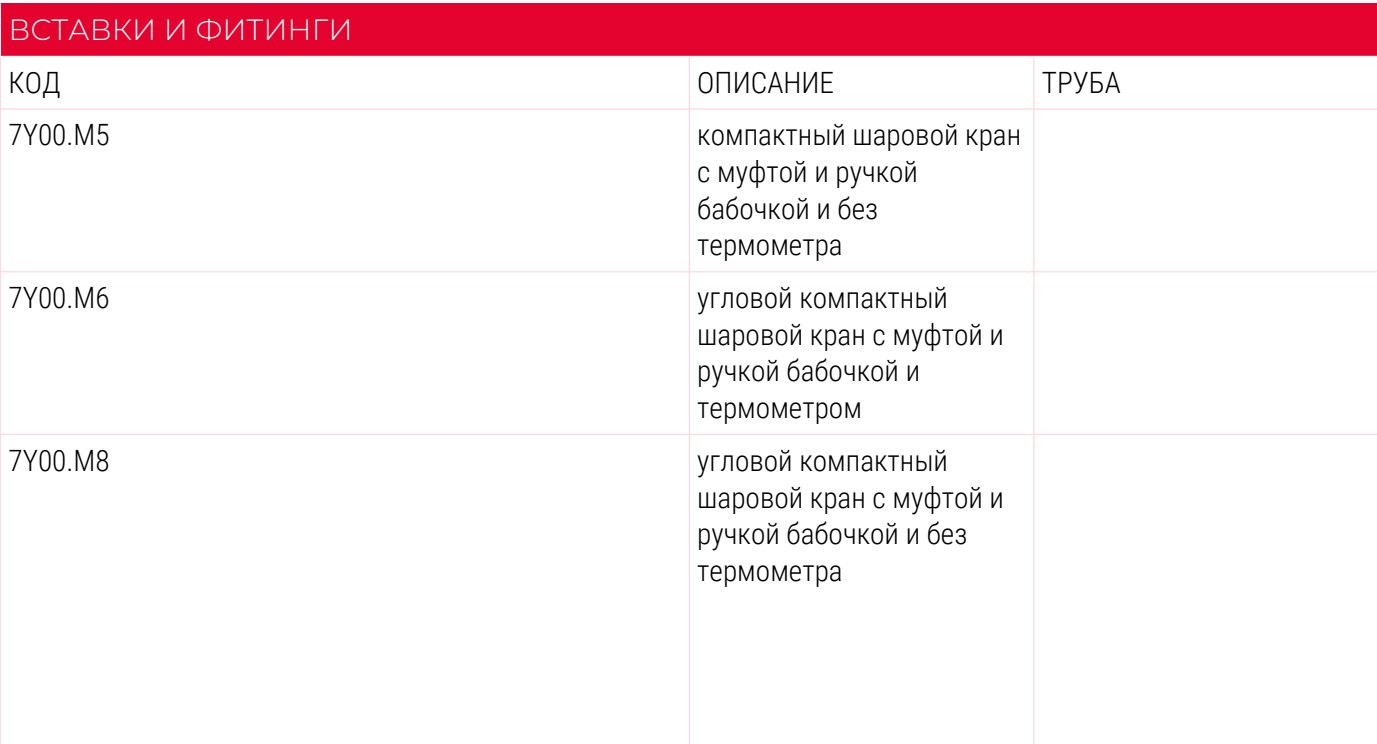 ВСТАВКИ И ФИТИНГИ
КОД ОПИСАНИЕ ТРУБА
7Y00.M5 компактный шаровой кран
с муфтой и ручкой
бабочкой и без
термометра
7Y00.M6 угловой компактный
шаровой кран с муфтой и
ручкой бабочкой и
термометром
7Y00.M8 угловой компактный
шаровой кран с муфтой и
ручкой бабочкой и без
термометра